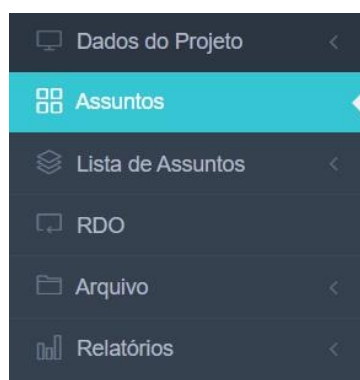 Dados do Projeto
Assuntos
Lista de Assuntos
RDO
Arquivo
Relatórios